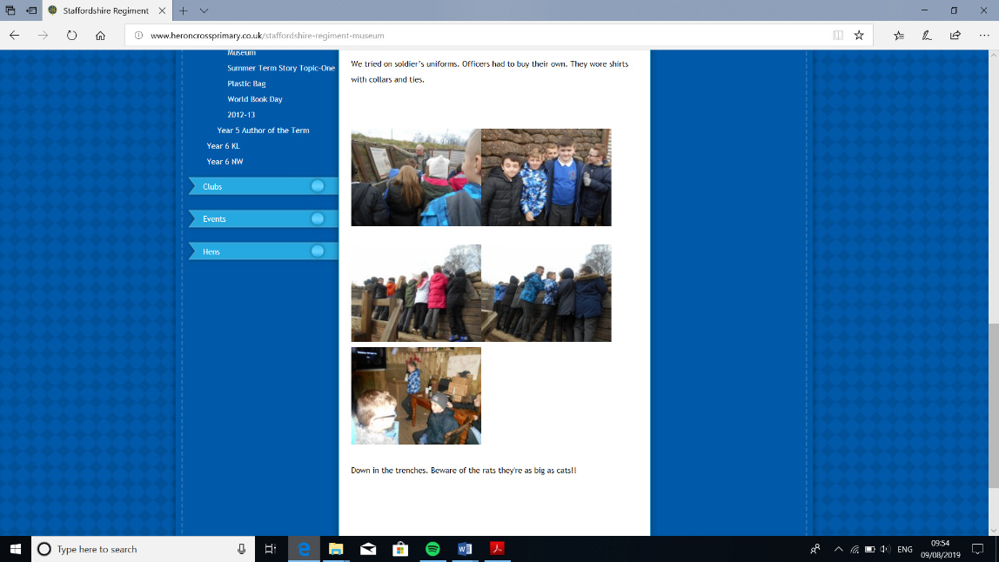 Staffordshire Regiment
www.heroncrossprimary.co.uk/staffordshire-regiment-museum
Museum
Summer Term Story Topic-One
Plastic Bag
World Book Day
2012-13
Year 5 Author of the Term
Year 6 KL
Year 6 NW
Clubs
Events
Hens
We tried on soldier's uniforms. Officers had to buy their own. They wore shirts
with collars and ties.
Down in the trenches. Beware of the rats they're as big as cats!!
Type here to search
ENG
09:54
09/08/2019